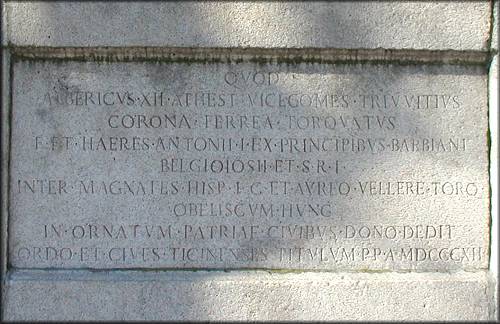 QVOD
ALBERICVS·XII·ATHEST·VICECOMES·TRIVVLTIVS
CORONA·FERREA·TORQVATVS
F·ET·HAERES·ANTONII·I·EX·PRINCIPIBVS·BARBIANI
BELGIOIOSII·ET·S·R·I
INTER·MAGNATES·HISP·I·C·ET·AVREO·VELLERE·TORQ
OBELISCVM·HVNC
IN·ORNATVM·PATRIAE·CIVIBVS·DONO·DEDIT
ORDO·ET·CIVES·TICINENSES·TITVLVM·P·P·A·MDCCCXII